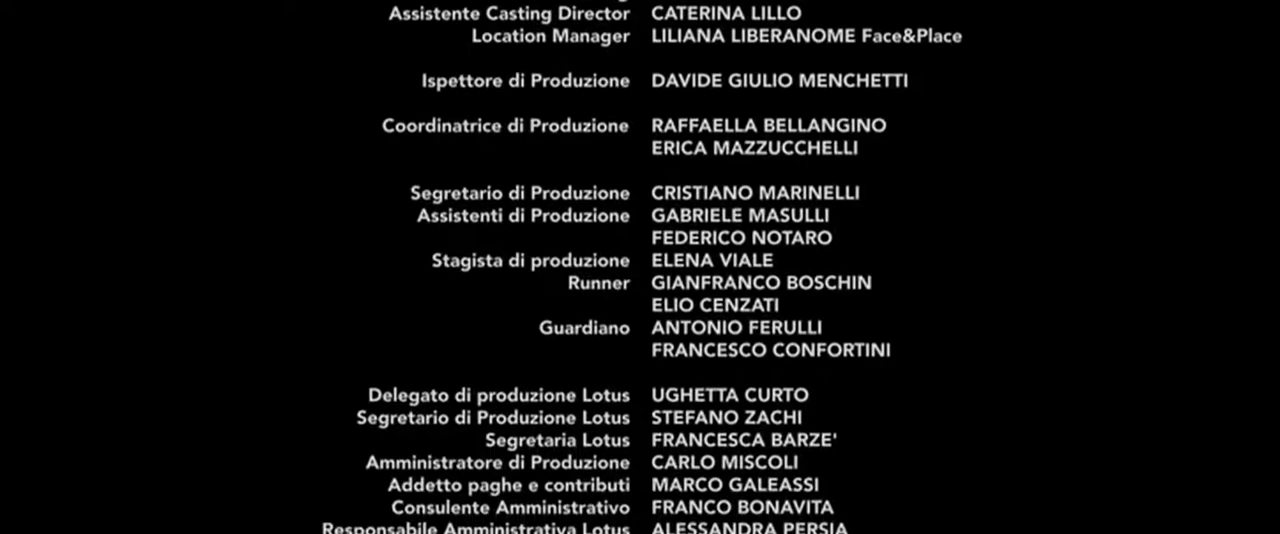 Assistente Casting Director CATERINA LILLO
Location Manager LILIANA LIBERANOME Face&Place
Ispettore di Produzione DAVIDE GIULIO MENCHETTI
Coordinatrice di Produzione RAFFAELLA BELLANGINO
ERICA MAZZUCCHELLI
Segretario di Produzione CRISTIANO MARINELLI
Assistenti di Produzione GABRIELE MASULLI
FEDERICO NOTARO
Stagista di produzione ELENA VIALE
Runner GIANFRANCO BOSCHIN
ELIO CENZATI
Guardiano ANTONIO FERULLI
FRANCESCO CONFORTINI
Delegato di produzione Lotus UGHETTA CURTO
Segretario di Produzione Lotus STEFANO ZACHI
Segretaria Lotus FRANCESCA BARZE'
Amministratore di Produzione CARLO MISCOLI
Addetto paghe e contributi MARCO GALEASSI
Consulente Amministrativo FRANCO BONAVITA
Responsabile Amministrativa Lotus ALESSANDRA PERSIA